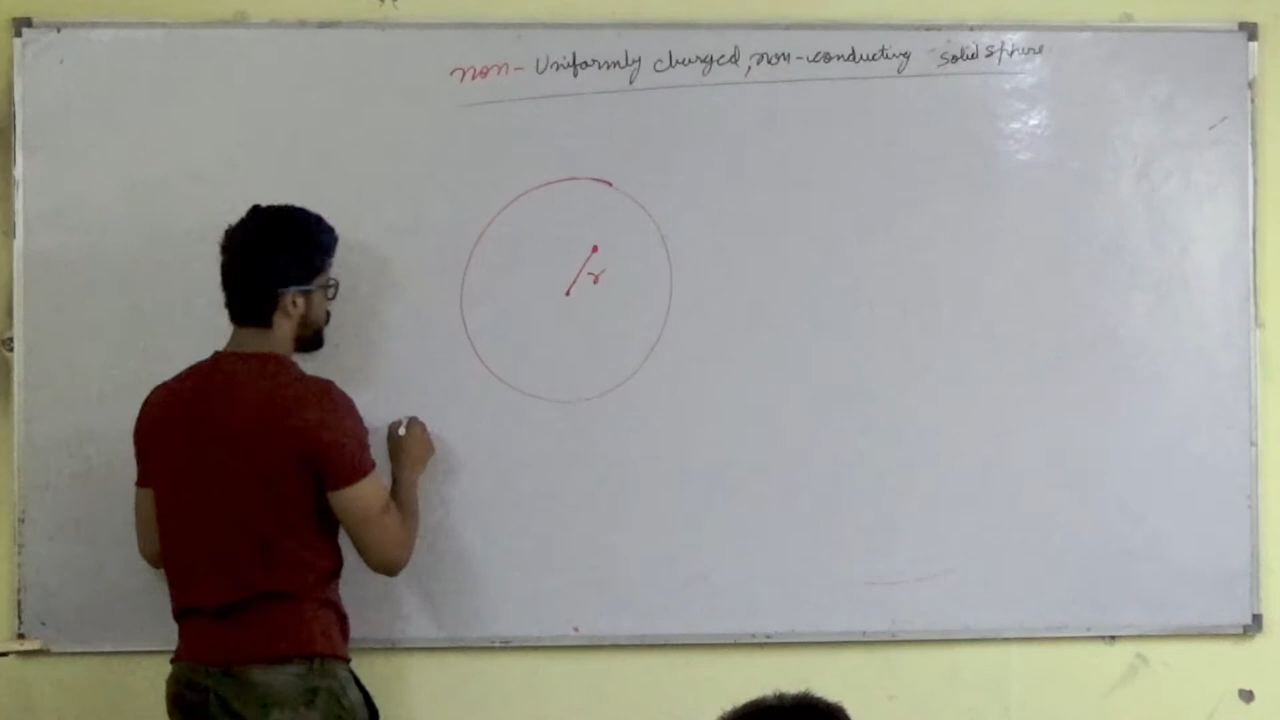 non- Uniformly charged, non-conducting solid sphere
r